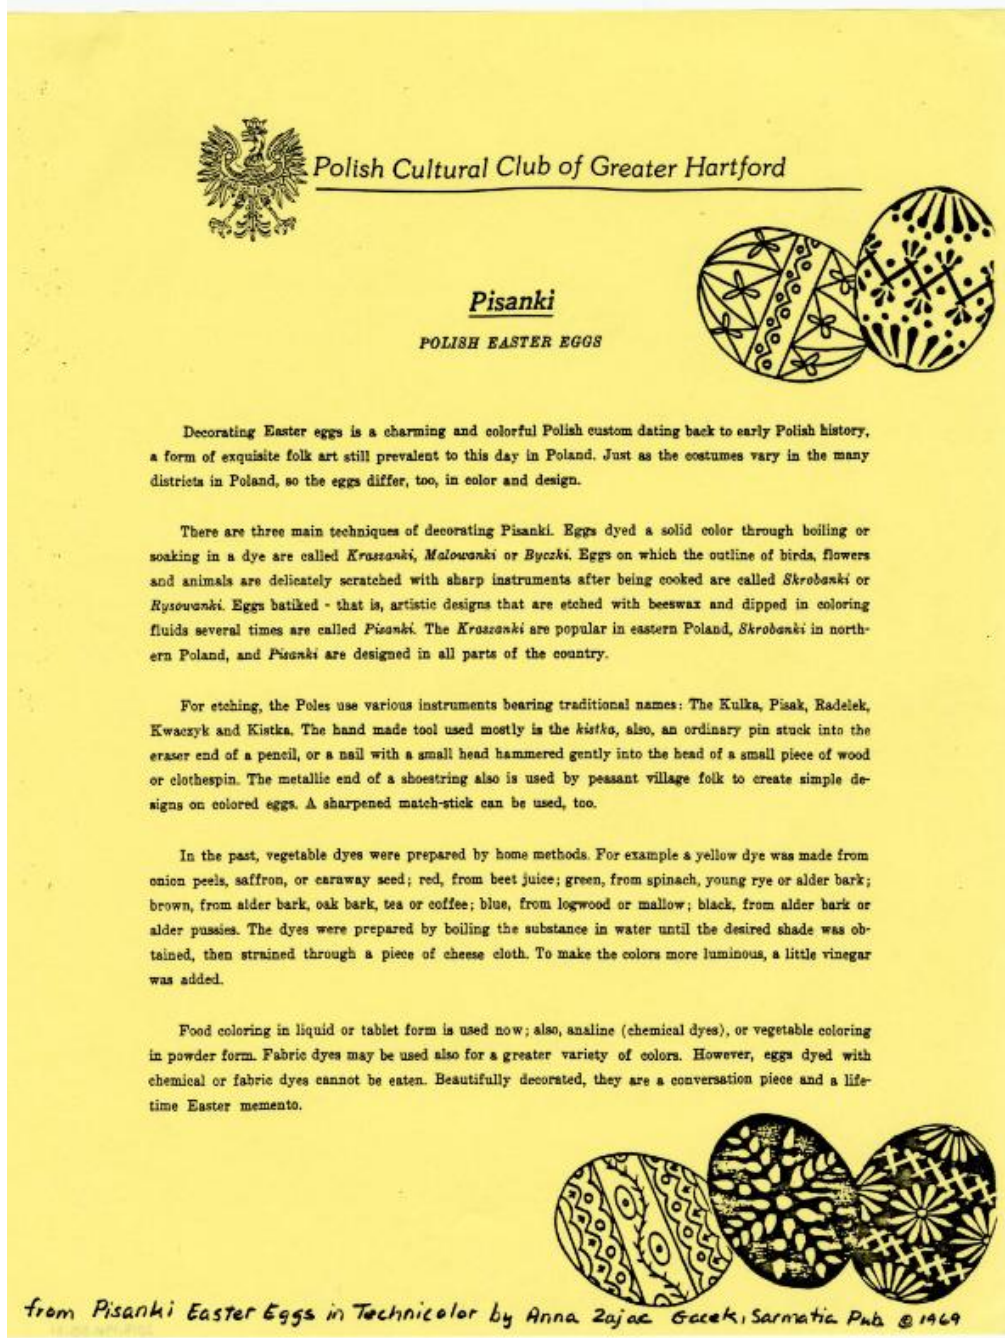 Polish Cultural Club of Greater Hartford
Pisanki
POLISH EASTER EGGS
Decorating Easter eggs is a charming and colorful Polish custom dating back to early Polish history,
a form of exquisite folk art still prevalent to this day in Poland. Just as the costumes vary in the many
districts in Poland, so the eggs differ, too, in color and design.
There are three main techniques of decorating Pisanki. Eggs dyed a solid color through boiling or
soaking in a dye are called Kraszanki, Malowanki or Byczki. Eggs on which the outline of birds, flowers
and animals are delicately scratched with sharp instruments after being cooked are called Skrobanki or
Rysowanki. Eggs batiked - that is, artistic designs that are etched with beeswax and dipped in coloring
fluids several times are called Pisanki. The Kraszanki are popular in eastern Poland, Skrobanki in north-
ern Poland, and Pisanki are designed in all parts of the country.
For etching, the Poles use various instruments bearing traditional names: The Kulka, Pisak, Radelek,
Kwaczyk and Kistka. The hand made tool used mostly is the kistka, also, an ordinary pin stuck into the
eraser end of a pencil, or a nail with a small head hammered gently into the head of a small piece of wood
or clothespin. The metallic end of a shoestring also is used by peasant village folk to create simple de-
signs on colored eggs. A sharpened match-stick can be used, too.
In the past, vegetable dyes were prepared by home methods. For example a yellow dye was made from
onion peels, saffron, or caraway seed; red, from beet juice; green, from spinach, young rye or alder bark;
brown, from alder bark, oak bark, tea or coffee; blue, from logwood or mallow; black, from alder bark or
alder pussies. The dyes were prepared by boiling the substance in water until the desired shade was ob-
tained, then strained through a piece of cheese cloth. To make the colors more luminous, a little vinegar
was added.
Food coloring in liquid or tablet form is used now; also, analine (chemical dyes), or vegetable coloring
in powder form. Fabric dyes may be used also for a greater variety of colors. However, eggs dyed with
chemical or fabric dyes cannot be eaten. Beautifully decorated, they are a conversation piece and a life-
time Easter memento.
from Pisanki Easter Eggs in Technicolor by Anna Zajac Gacek, Sarmatia Pub © 1969